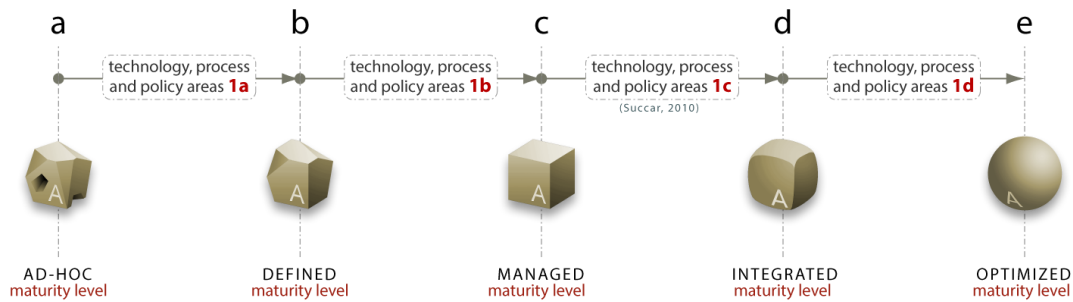 a
b
c
d
e
technology, process
and policy areas 1a
technology, process
and policy areas 1b
technology, process
and policy areas 1c
(Succar, 2010)
technology, process
and policy areas 1d
A
A
A
A
A
AD-HOC
maturity level
DEFINED
maturity level
MANAGED
maturity level
INTEGRATED
maturity level
OPTIMIZED
maturity level